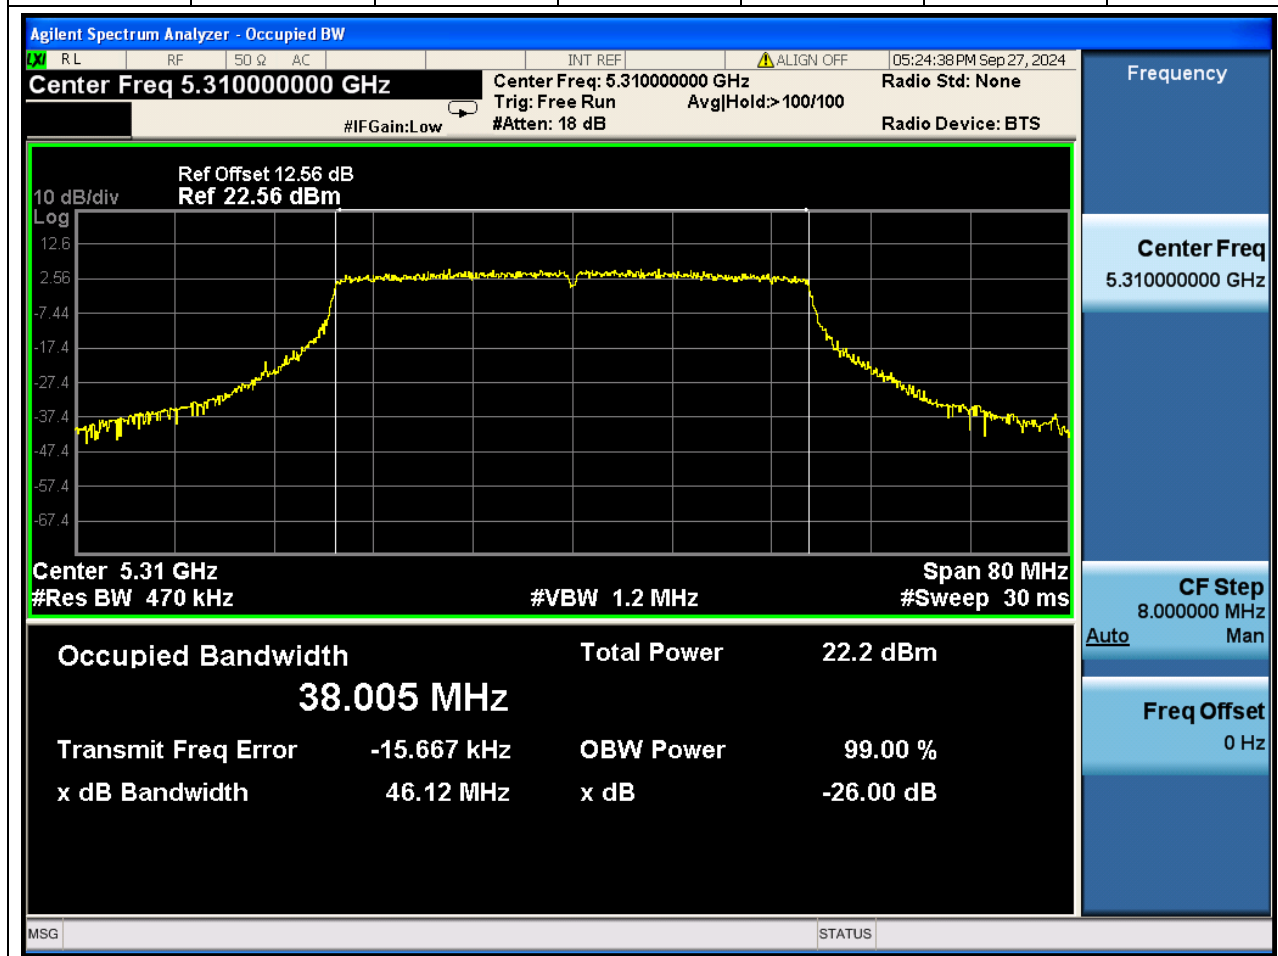 Agilent Spectrum Analyzer - Occupied BW
LXI RL RF 50 Ω AC INT REF ALIGN OFF 05:24:38 PM Sep 27, 2024
Center Freq 5.310000000 GHz
Center Freq: 5.310000000 GHz
Radio Std: None
Trig: Free Run
Avg|Hold:>100/100
#IFGain:Low
#Atten: 18 dB
Radio Device: BTS
Ref Offset 12.56 dB
10 dB/div
Ref 22.56 dBm
Log
12.6
2.56
-7.44
-17.4
-27.4
-37.4
-47.4
-57.4
-67.4
Center 5.31 GHz
Span 80 MHz
#Res BW 470 kHz
#VBW 1.2 MHz
#Sweep 30 ms
Occupied Bandwidth
Total Power 22.2 dBm
38.005 MHz
Transmit Freq Error -15.667 kHz
OBW Power 99.00 %
x dB Bandwidth 46.12 MHz
x dB -26.00 dB
Frequency
Center Freq
5.310000000 GHz
CF Step
8.000000 MHz
Auto Man
Freq Offset
0 Hz
MSG
STATUS